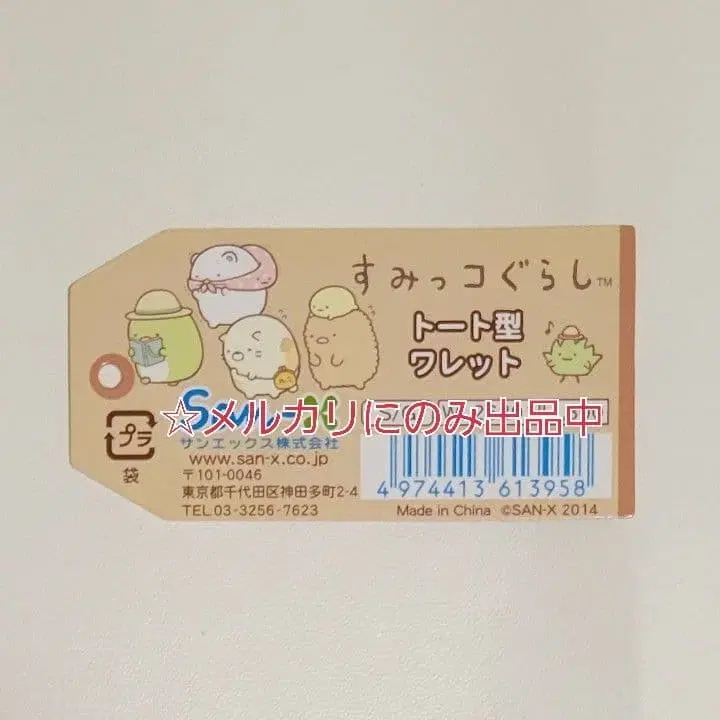 すみっコぐらし™
トート型
ワレット
San-X
☆メルカリにのみ出品中
サンエックス株式会社
www.san-x.co.jp
〒101-0046
東京都千代田区神田多町2-4
TEL.03-3256-7623
プラ
袋
4 974413 613958
Made in China ©SAN-X 2014